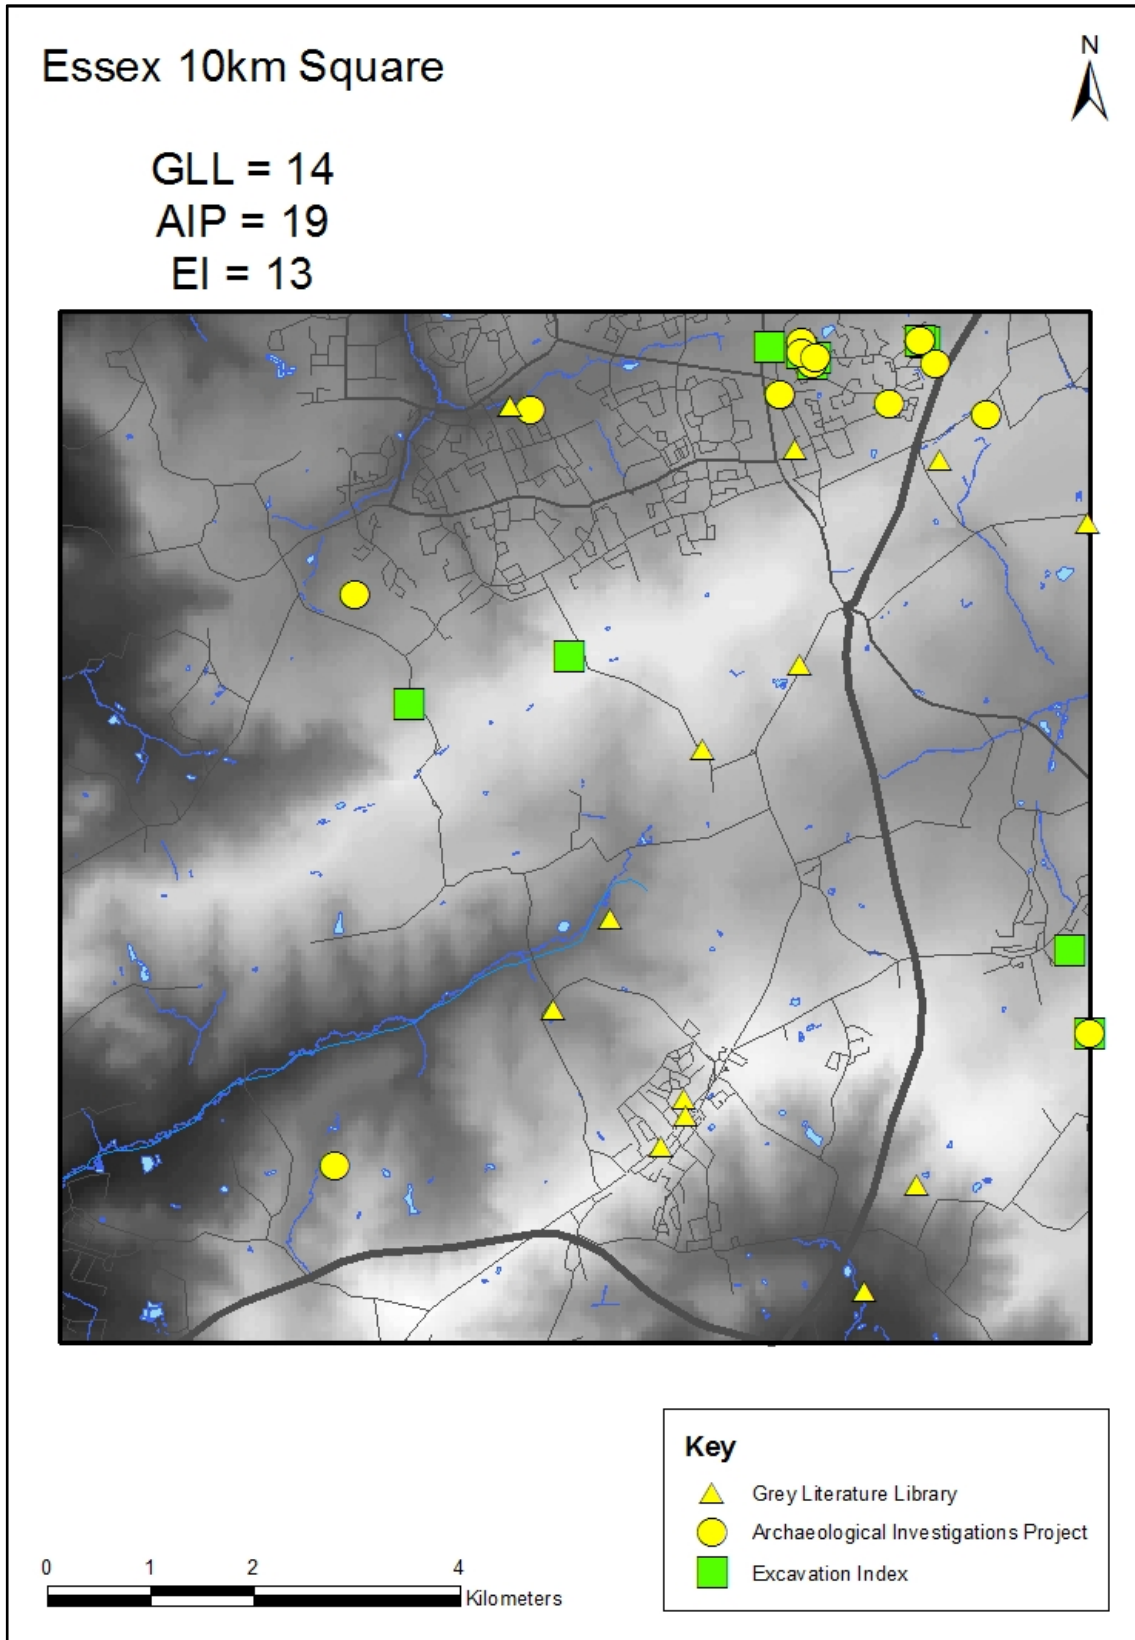 Essex 10km Square
N
GLL = 14
AIP = 19
EI = 13
Key
Grey Literature Library
Archaeological Investigations Project
Excavation Index
0 1 2 4
Kilometers